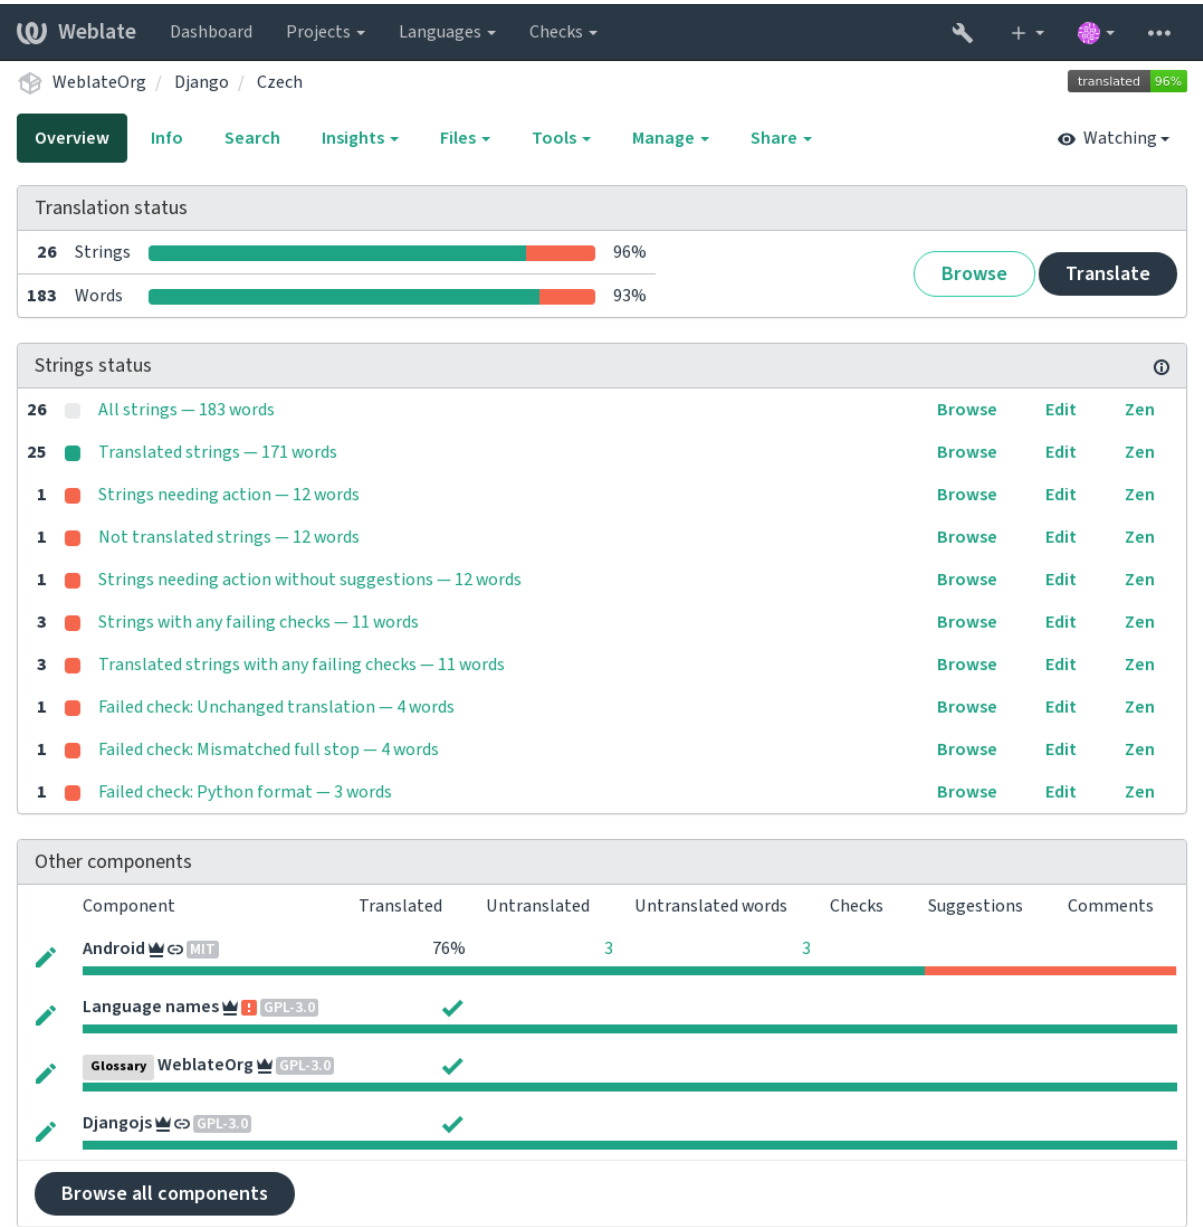 Weblate Dashboard Projects Languages Checks
WeblateOrg / Django / Czech translated 96%
Overview Info Search Insights Files Tools Manage Share Watching
Translation status
26 Strings 96%
183 Words 93%
Browse Translate
Strings status
26 All strings — 183 words Browse Edit Zen
25 Translated strings — 171 words Browse Edit Zen
1 Strings needing action — 12 words Browse Edit Zen
1 Not translated strings — 12 words Browse Edit Zen
1 Strings needing action without suggestions — 12 words Browse Edit Zen
3 Strings with any failing checks — 11 words Browse Edit Zen
3 Translated strings with any failing checks — 11 words Browse Edit Zen
1 Failed check: Unchanged translation — 4 words Browse Edit Zen
1 Failed check: Mismatched full stop — 4 words Browse Edit Zen
1 Failed check: Python format — 3 words Browse Edit Zen
Other components
Component Translated Untranslated Untranslated words Checks Suggestions Comments
Android MIT 76% 3 3
Language names GPL-3.0
Glossary WeblateOrg GPL-3.0
Djangojs GPL-3.0
Browse all components